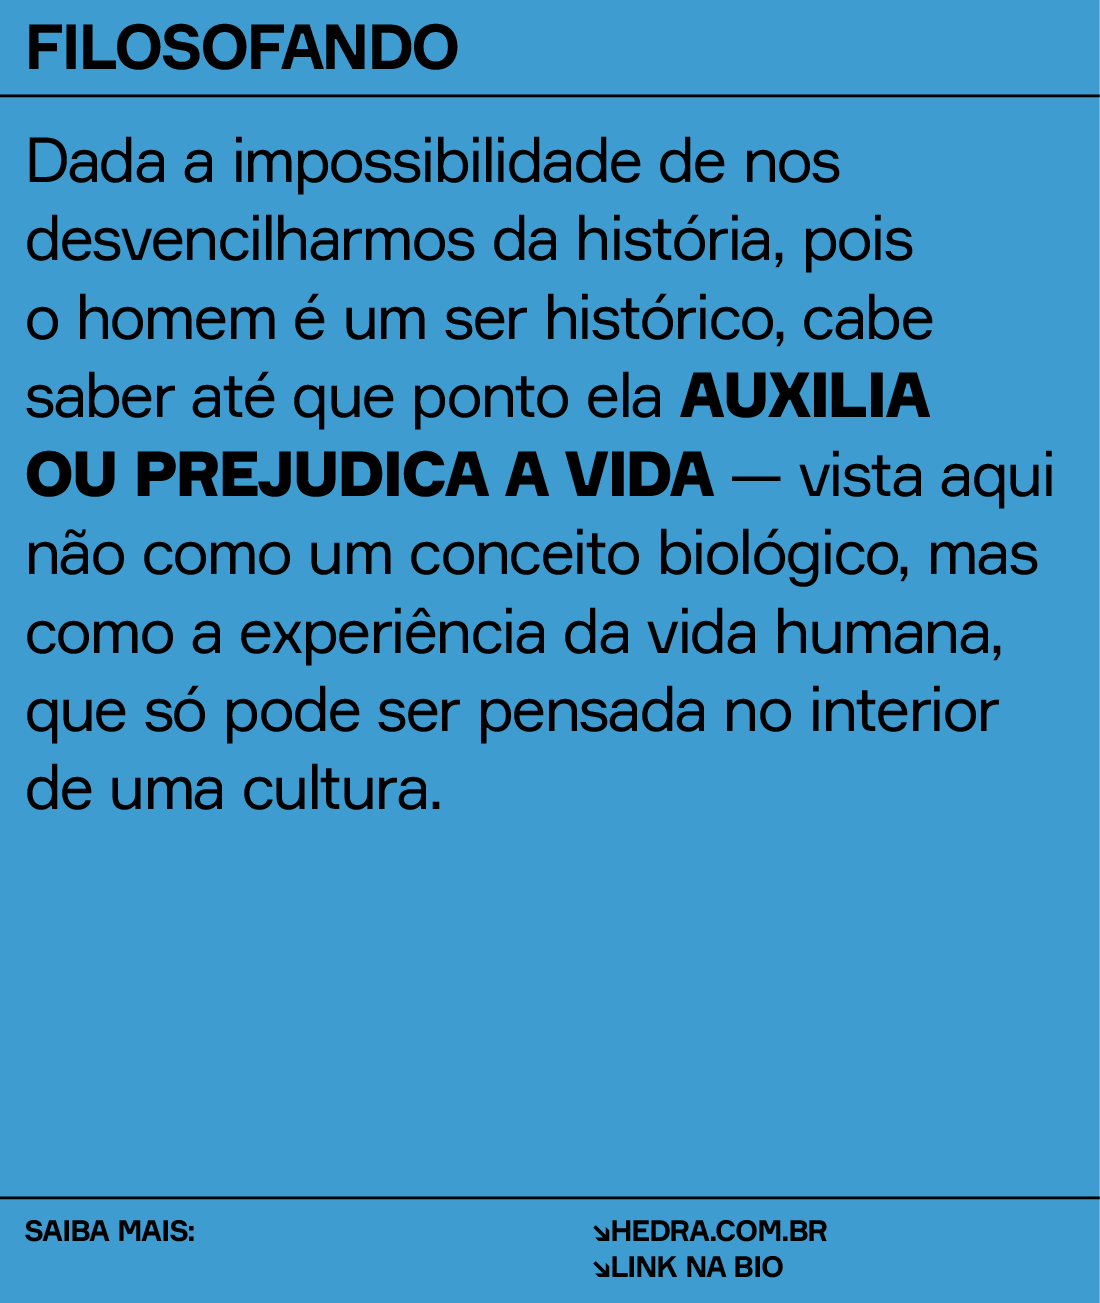 FILOSOFANDO
Dada a impossibilidade de nos
desvencilharmos da história, pois
o homem é um ser histórico, cabe
saber até que ponto ela AUXILIA
OU PREJUDICA A VIDA — vista aqui
não como um conceito biológico, mas
como a experiência da vida humana,
que só pode ser pensada no interior
de uma cultura.
SAIBA MAIS:
↘HEDRA.COM.BR
↘LINK NA BIO